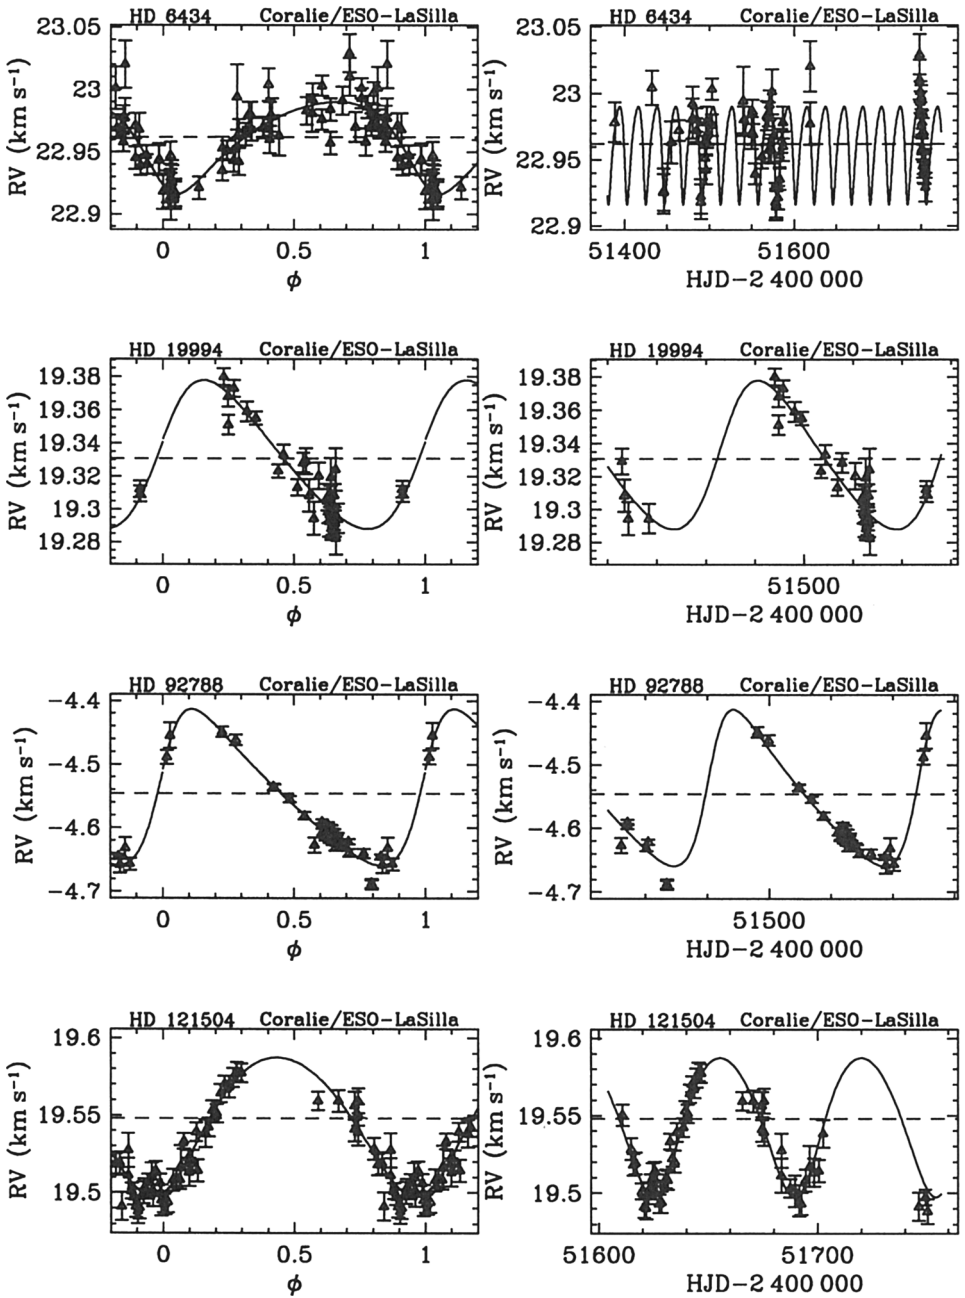 HD 6434 Coralie/ESO-LaSilla
RV (km s⁻¹)
23.05
23
22.95
22.9
0 0.5 1
ϕ
HD 6434 Coralie/ESO-LaSilla
RV (km s⁻¹)
23.05
23
22.95
22.9
51400 51600
HJD-2 400 000
HD 19994 Coralie/ESO-LaSilla
RV (km s⁻¹)
19.38
19.36
19.34
19.32
19.3
19.28
0 0.5 1
ϕ
HD 19994 Coralie/ESO-LaSilla
RV (km s⁻¹)
19.38
19.36
19.34
19.32
19.3
19.28
51500
HJD-2 400 000
HD 92788 Coralie/ESO-LaSilla
RV (km s⁻¹)
-4.4
-4.5
-4.6
-4.7
0 0.5 1
ϕ
HD 92788 Coralie/ESO-LaSilla
RV (km s⁻¹)
-4.4
-4.5
-4.6
-4.7
51500
HJD-2 400 000
HD 121504 Coralie/ESO-LaSilla
RV (km s⁻¹)
19.6
19.55
19.5
0 0.5 1
ϕ
HD 121504 Coralie/ESO-LaSilla
RV (km s⁻¹)
19.6
19.55
19.5
51600 51700
HJD-2 400 000